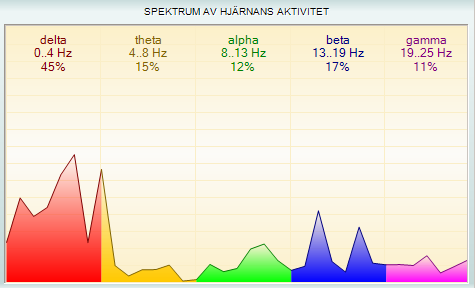 SPEKTRUM AV HJÄRNANS AKTIVITET
delta theta alpha beta gamma
0..4 Hz 4..8 Hz 8..13 Hz 13..19 Hz 19..25 Hz
45% 15% 12% 17% 11%